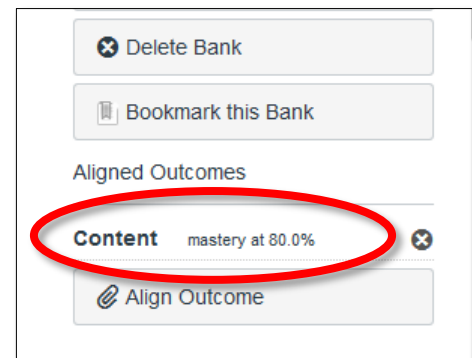 Delete Bank
Bookmark this Bank
Aligned Outcomes
Content mastery at 80.0%
Align Outcome